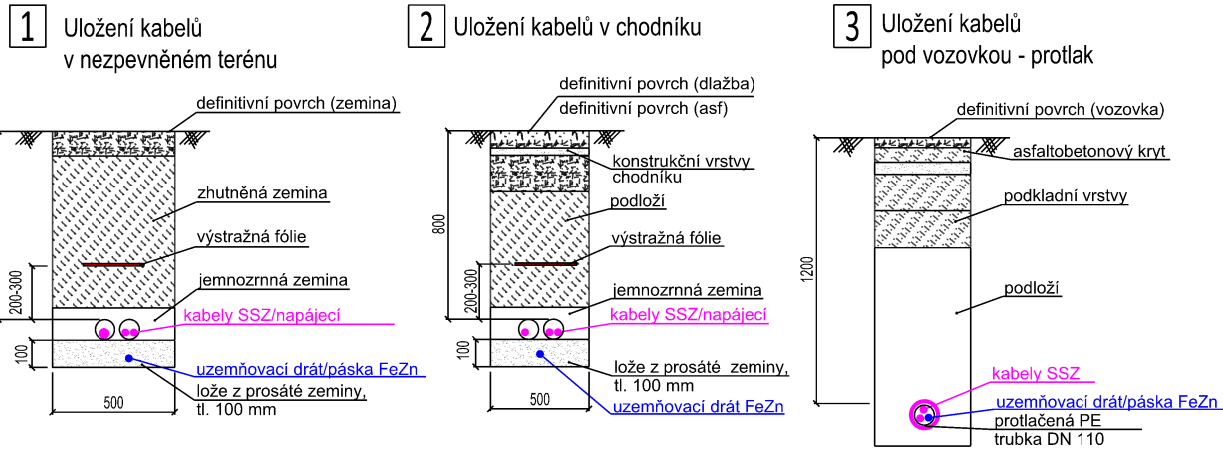 1
Uložení kabelů
v nezpevněném terénu
definitivní povrch (zemina)
zhutněná zemina
výstražná fólie
jemnozrnná zemina
kabely SSZ/napájecí
uzemňovací drát/páska FeZn
lože z prosáté zeminy,
tl. 100 mm
200-300
100
500
2
Uložení kabelů v chodníku
definitivní povrch (dlažba)
definitivní povrch (asf)
konstrukční vrstvy
chodníku
podloží
výstražná fólie
jemnozrnná zemina
kabely SSZ/napájecí
lože z prosáté zeminy,
tl. 100 mm
uzemňovací drát FeZn
800
200-300
100
500
3
Uložení kabelů
pod vozovkou - protlak
definitivní povrch (vozovka)
asfaltobetonový kryt
podkladní vrstvy
podloží
kabely SSZ
uzemňovací drát/páska FeZn
protlačená PE
trubka DN 110
1200